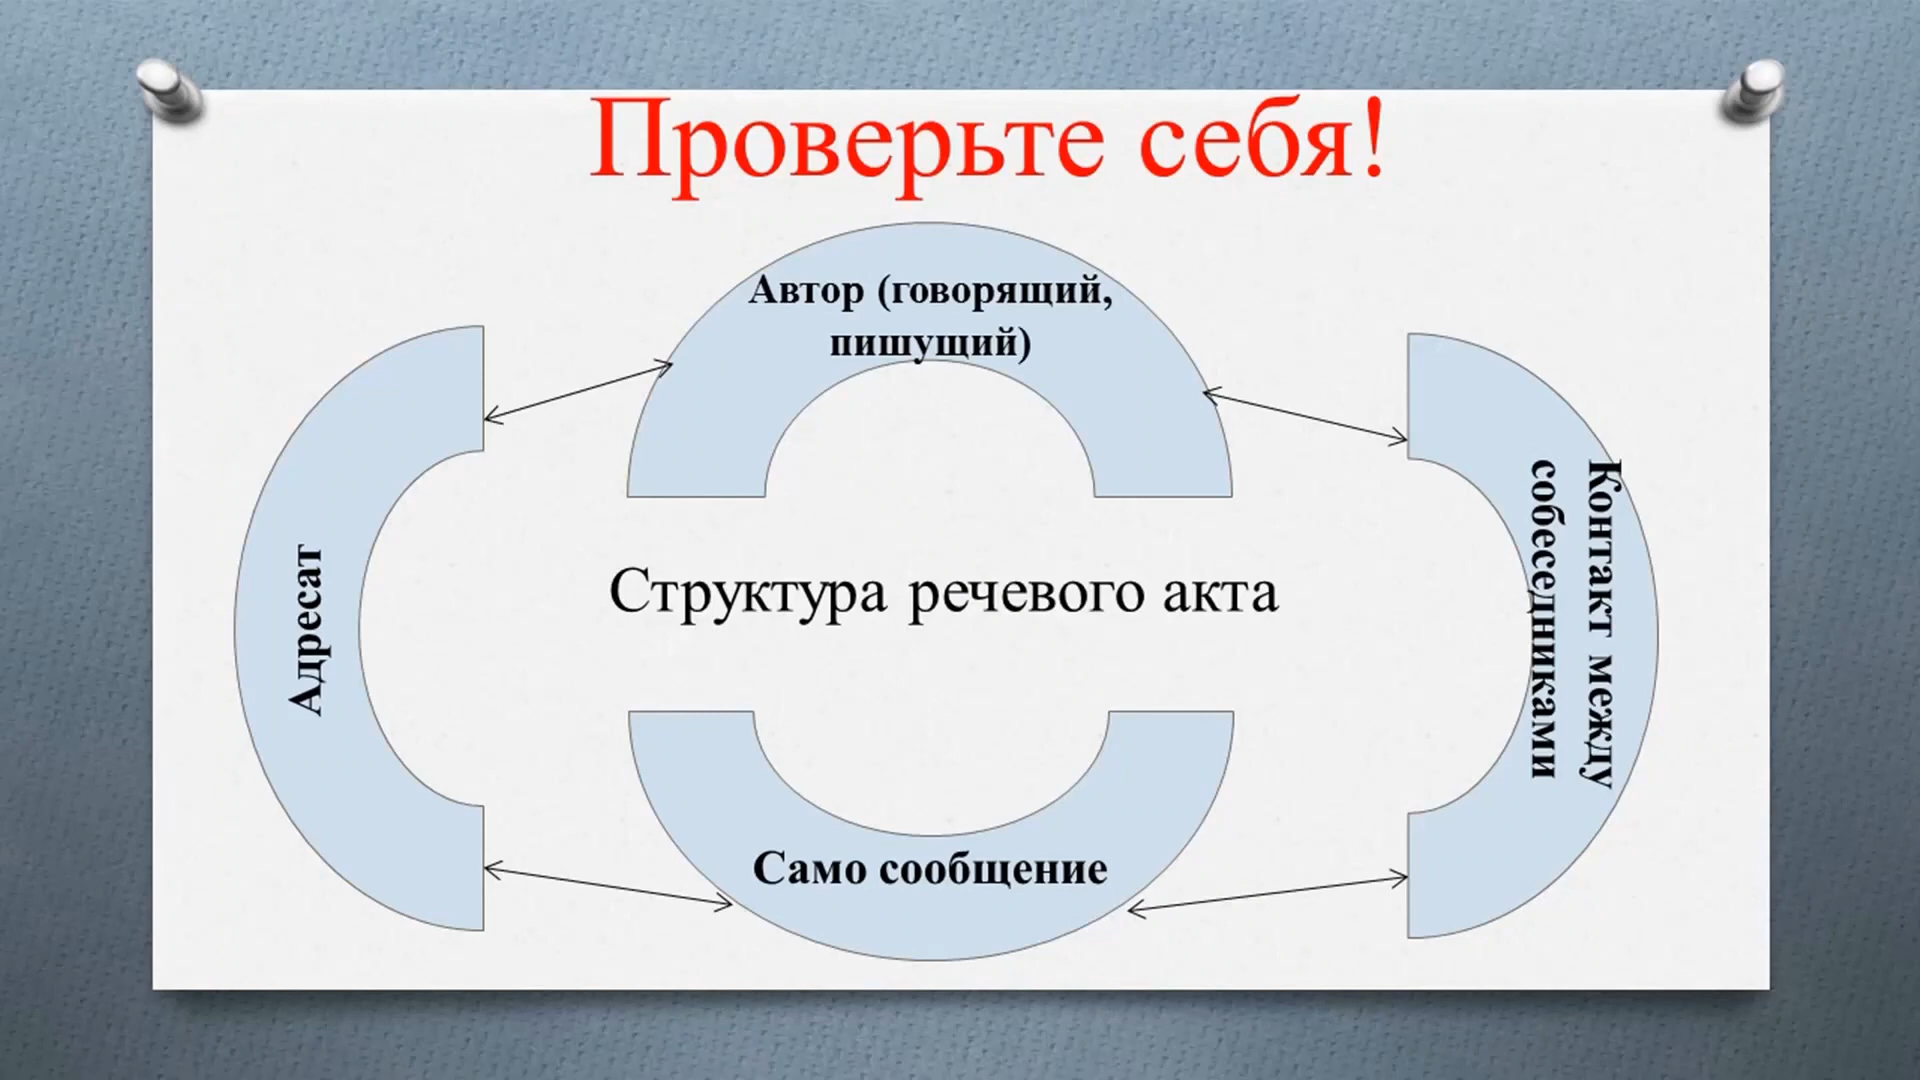 Проверьте себя!
Автор (говорящий,
пишущий)
Адресат
Структура речевого акта
Контакт между
собеседниками
Само сообщение